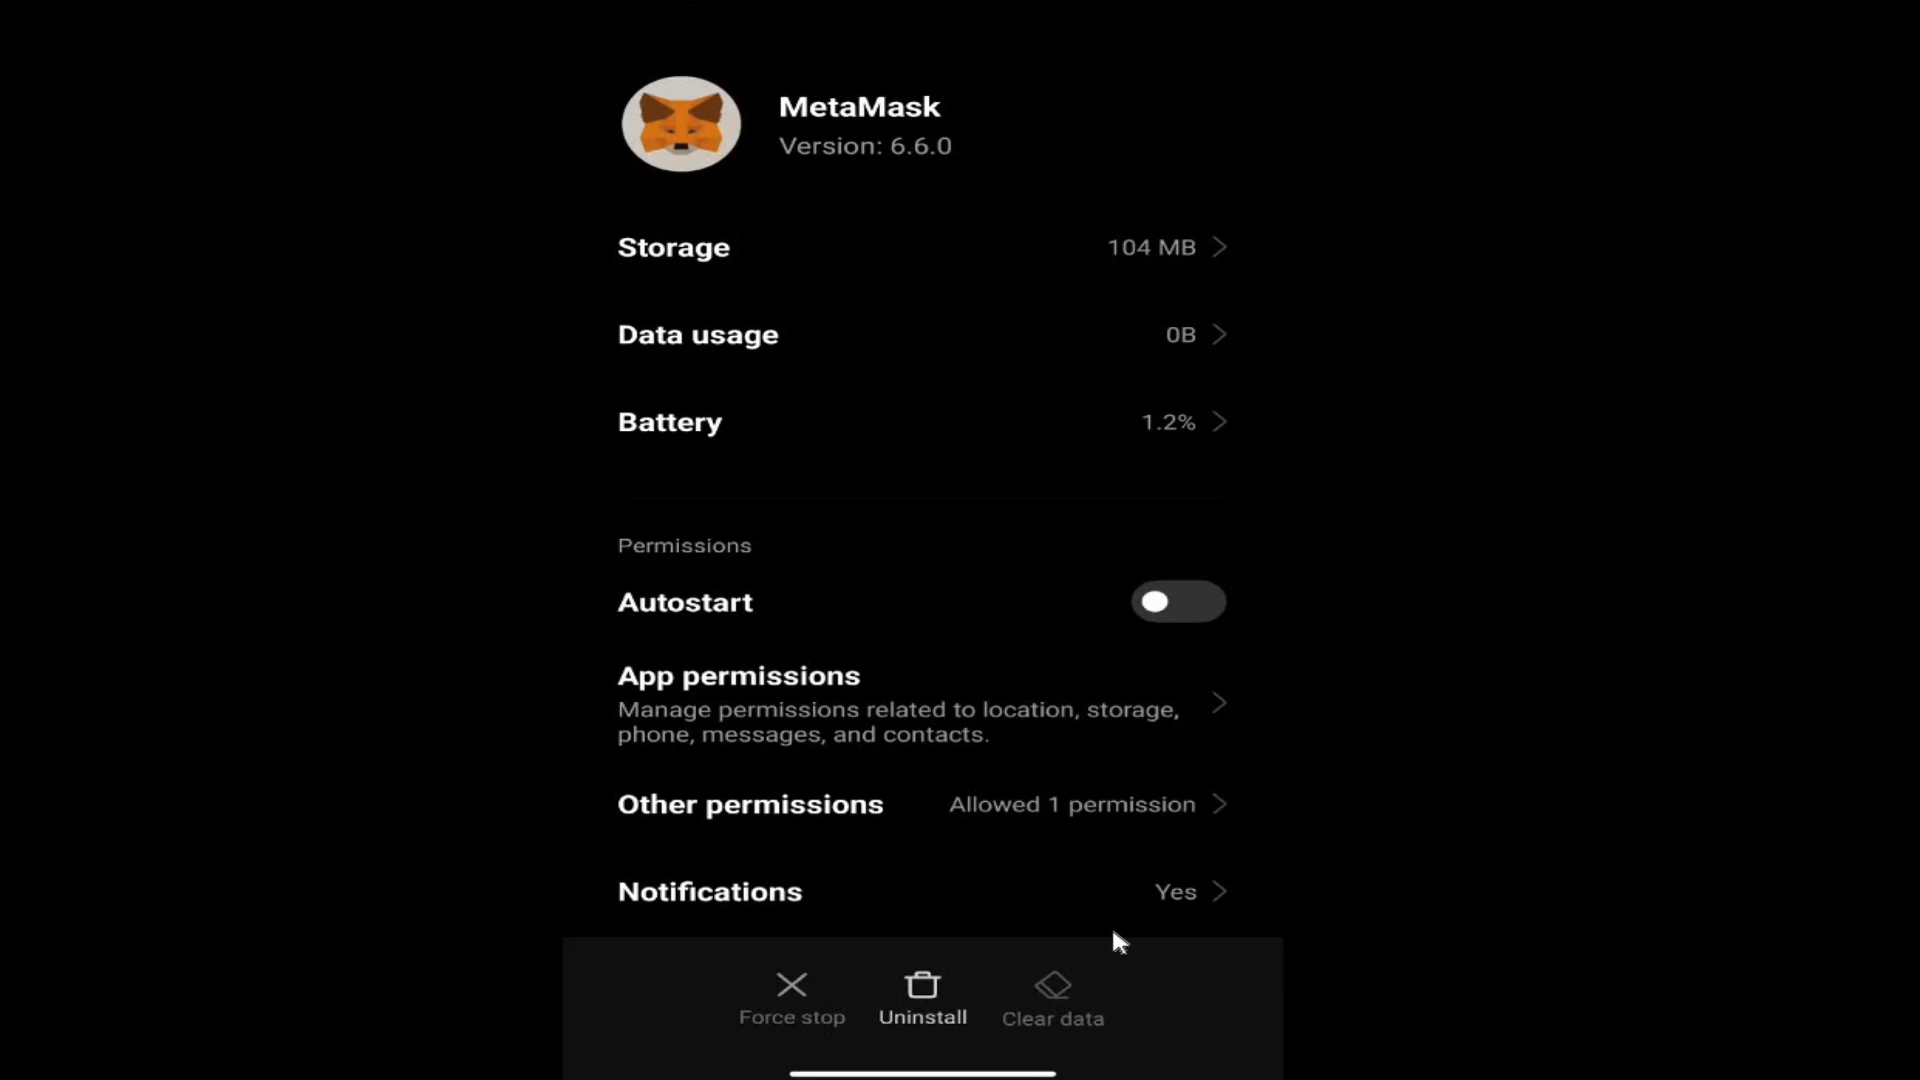 MetaMask
Version: 6.6.0
Storage 104 MB
Data usage 0B
Battery 1.2%
Permissions
Autostart
App permissions
Manage permissions related to location, storage,
phone, messages, and contacts.
Other permissions Allowed 1 permission
Notifications Yes
Force stop Uninstall Clear data